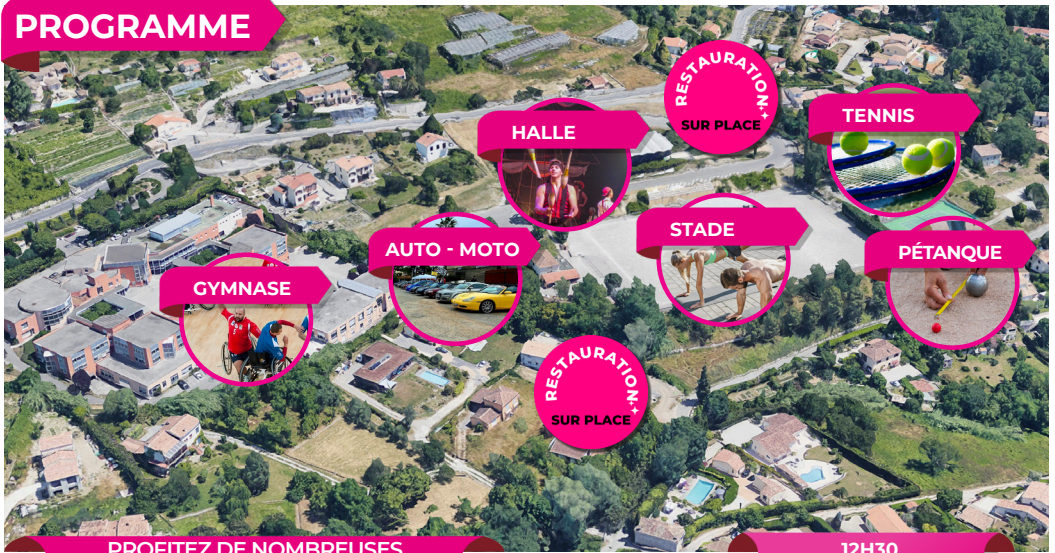 PROGRAMME
RESTAURATION
SUR PLACE
TENNIS
HALLE
STADE
AUTO - MOTO
PÉTANQUE
GYMNASE
RESTAURATION
SUR PLACE
PROFITEZ DE NOMBREUSES
12H30